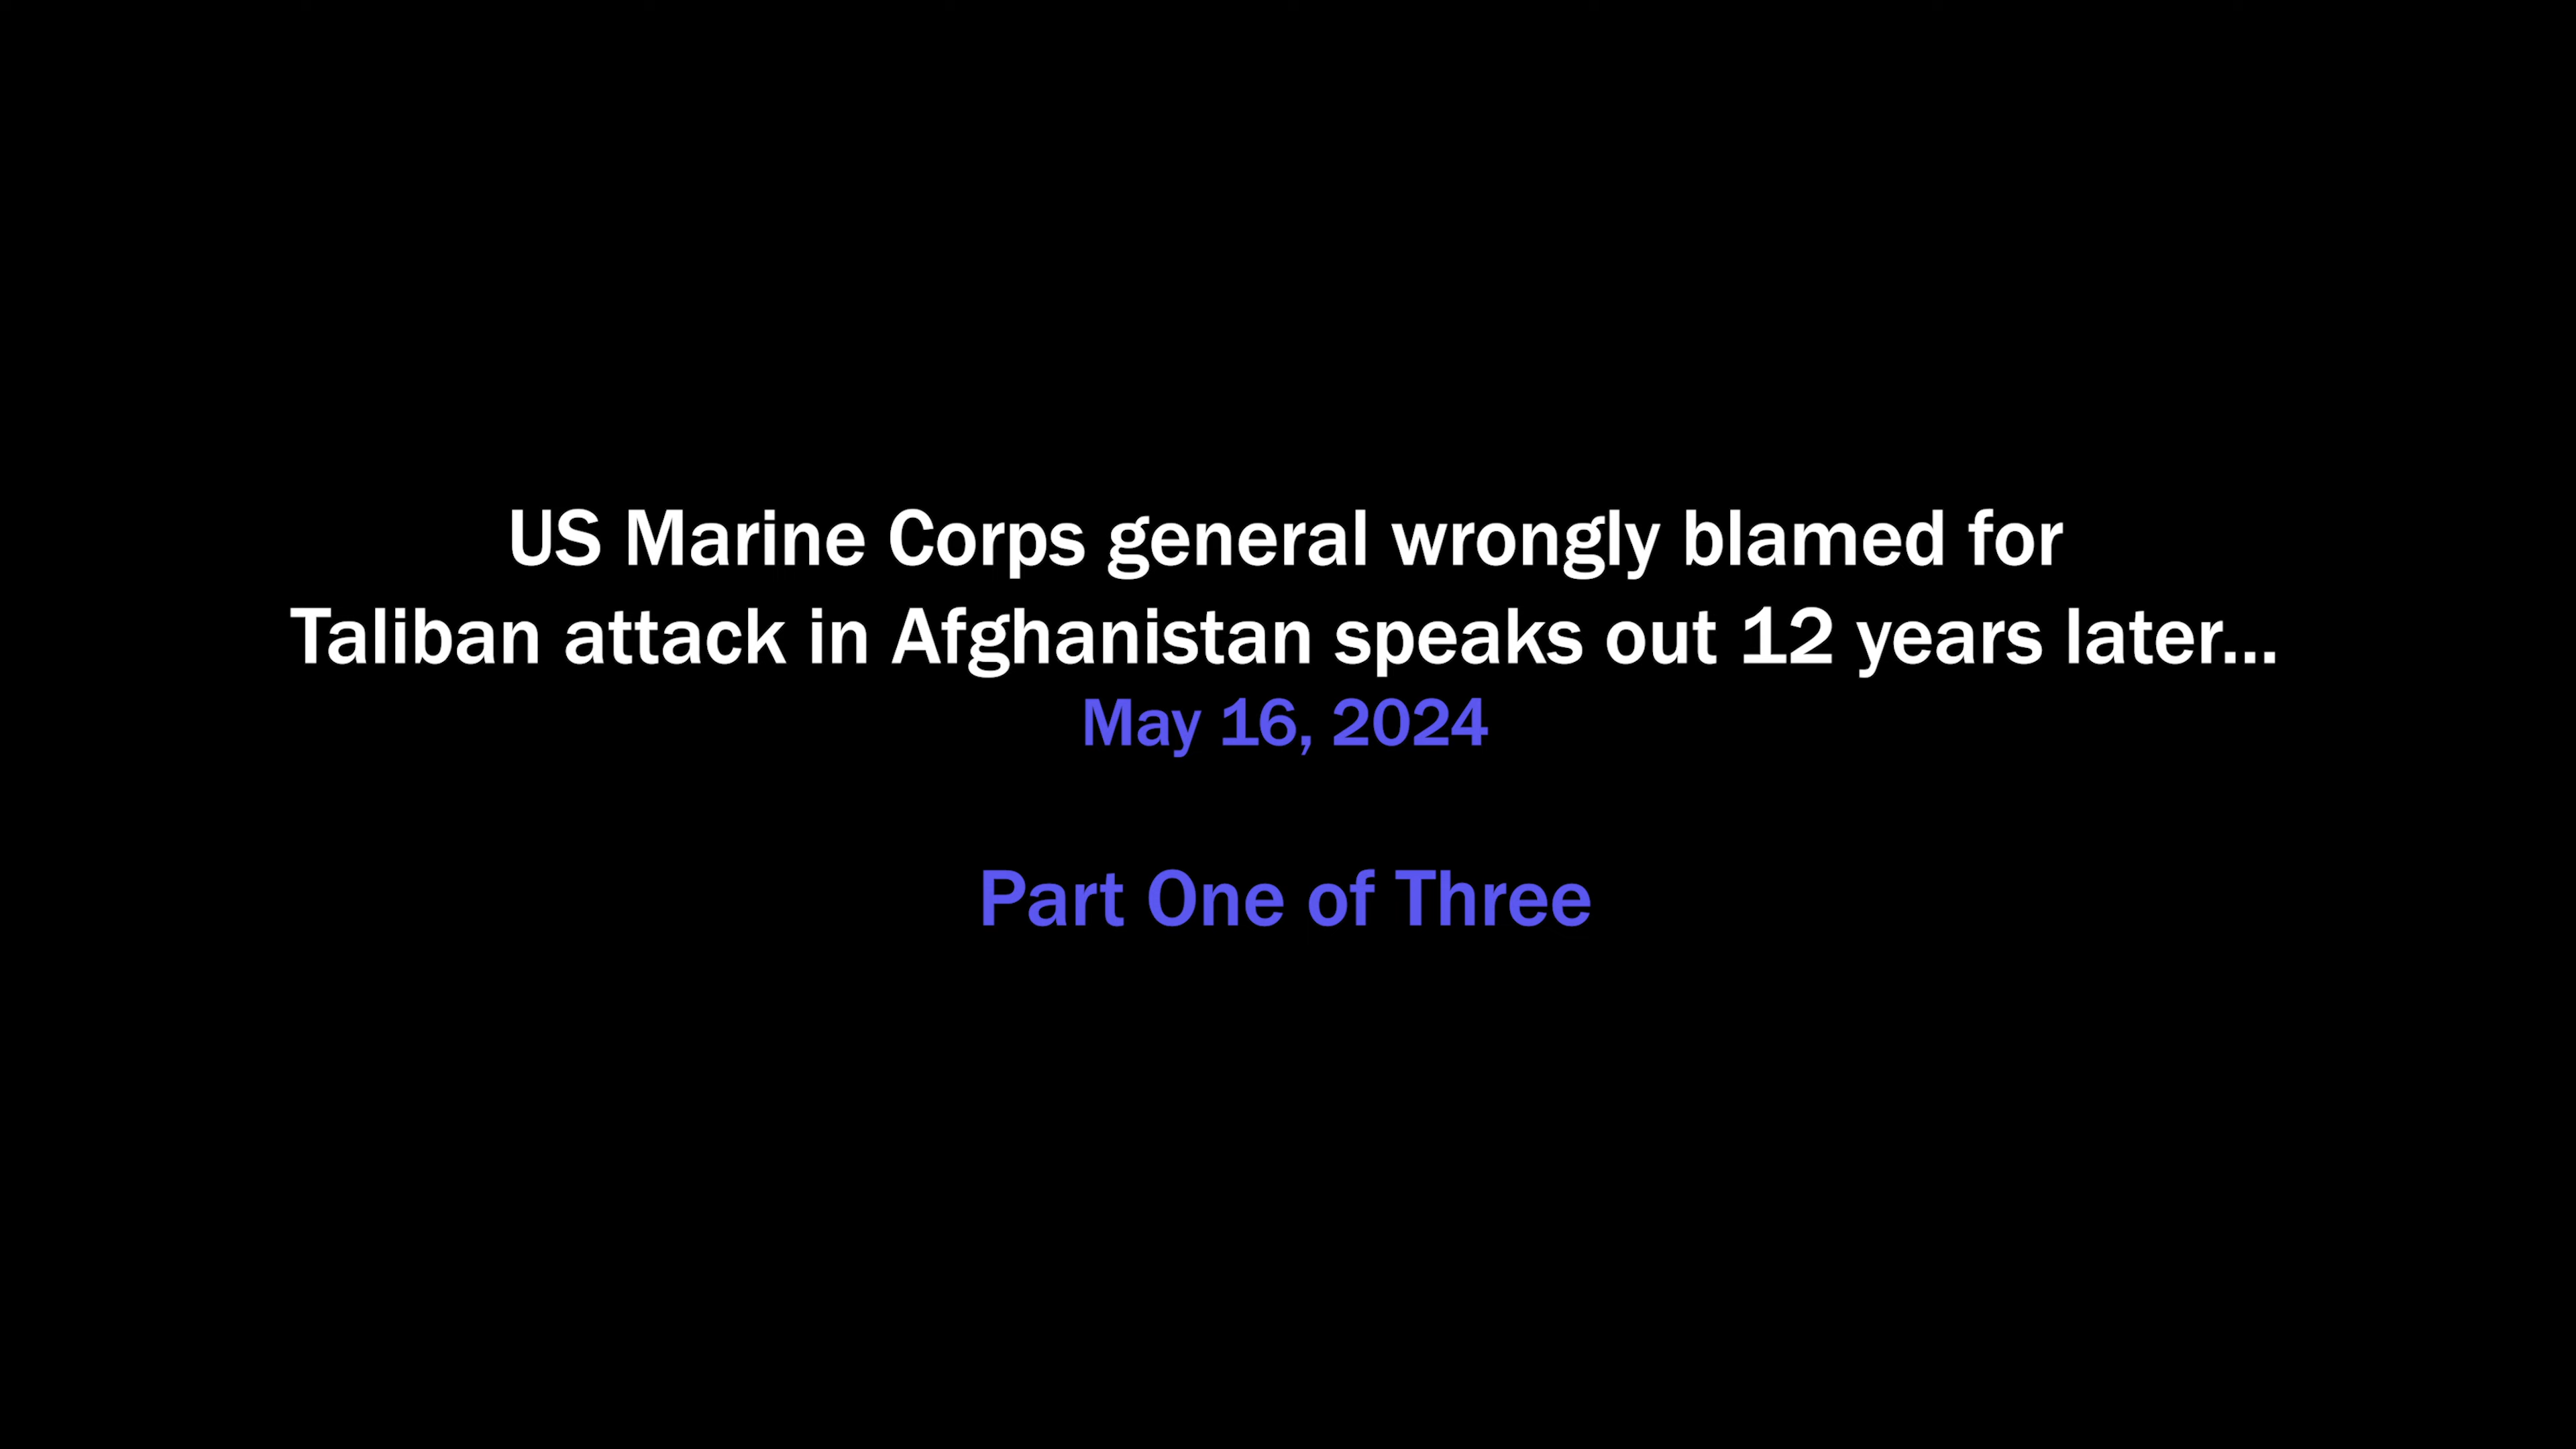 US Marine Corps general wrongly blamed for
Taliban attack in Afghanistan speaks out 12 years later...
May 16, 2024
Part One of Three